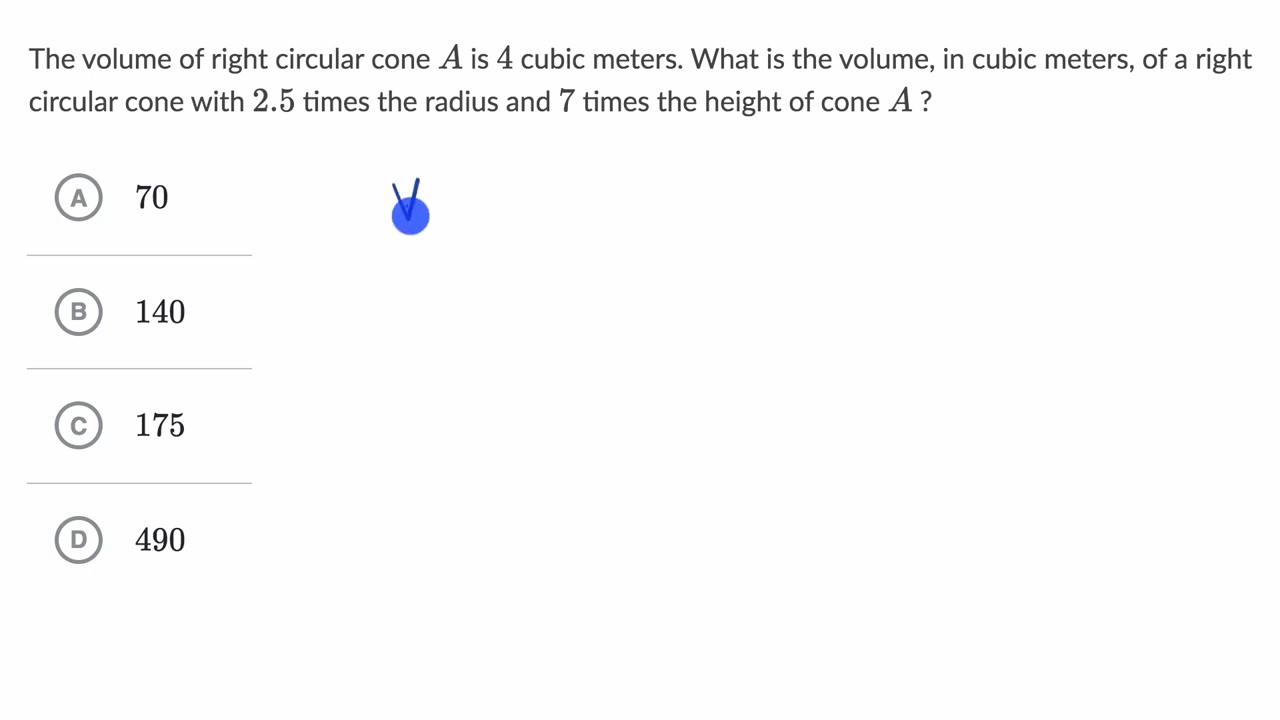 The volume of right circular cone A is 4 cubic meters. What is the volume, in cubic meters, of a right
circular cone with 2.5 times the radius and 7 times the height of cone A ?
A 70
V
B 140
C 175
D 490